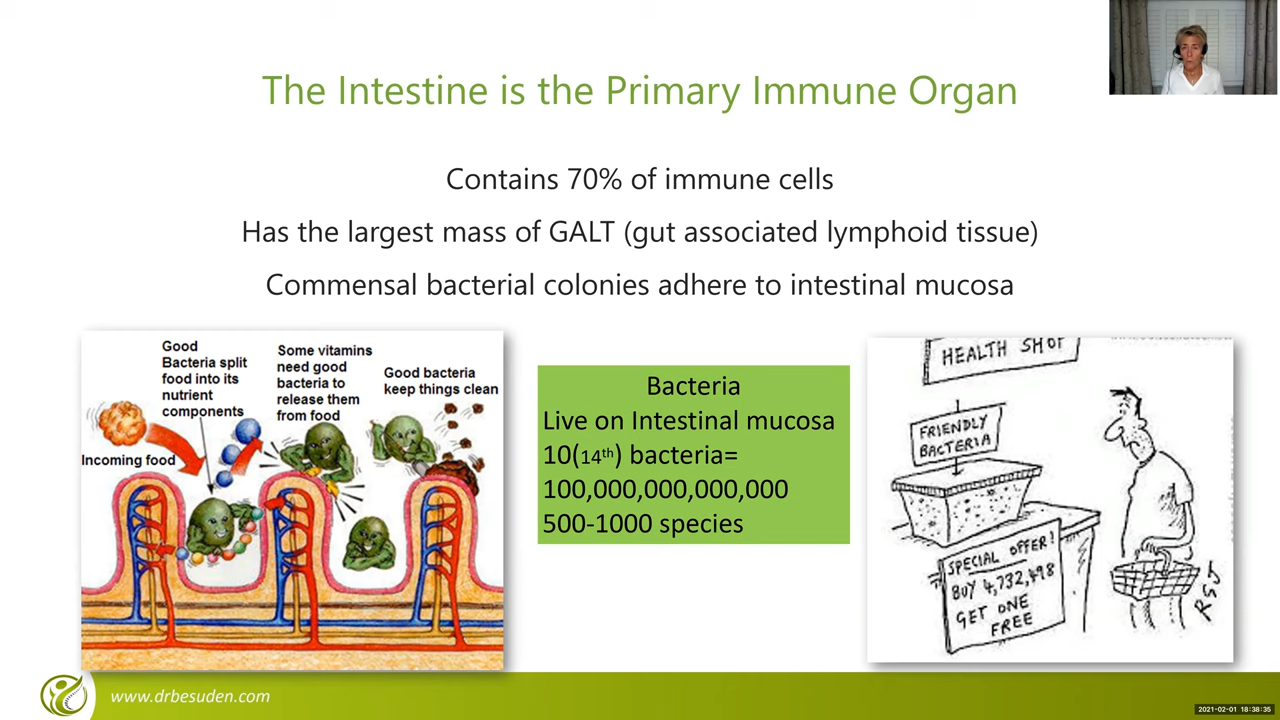 The Intestine is the Primary Immune Organ
Contains 70% of immune cells
Has the largest mass of GALT (gut associated lymphoid tissue)
Commensal bacterial colonies adhere to intestinal mucosa
Good
Bacteria split
food into its
nutrient
components
Some vitamins
need good
bacteria to
release them
from food
Good bacteria
keep things clean
Incoming food
Bacteria
Live on Intestinal mucosa
10(14th) bacteria=
100,000,000,000,000
500-1000 species
HEALTH SHOP
FRIENDLY
BACTERIA
SPECIAL OFFER!
BUY 4,732,498
GET ONE
FREE
RSJ
www.drbesuden.com
2021-02-01 18:38:35